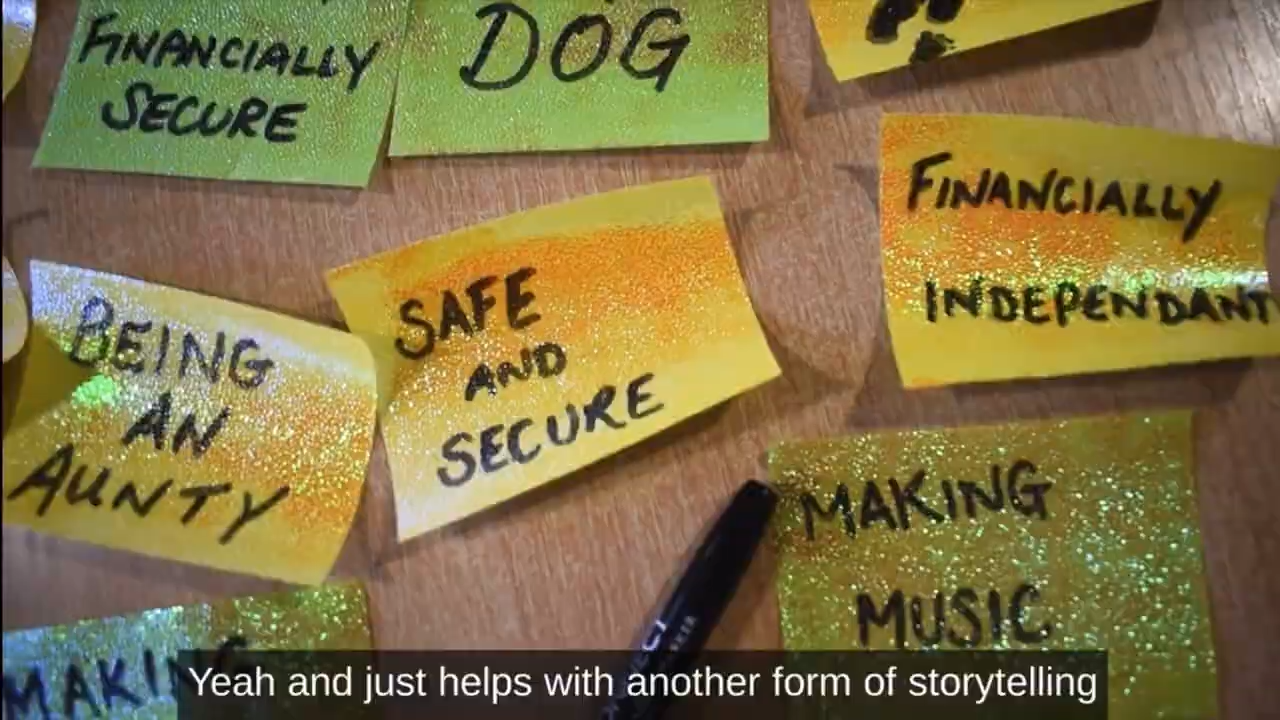 FINANCIALLY
SECURE
DOG
FINANCIALLY
INDEPENDANT
SAFE
AND
SECURE
BEING
AN
AUNTY
MAKING
MUSIC
MAKING
Yeah and just helps with another form of storytelling